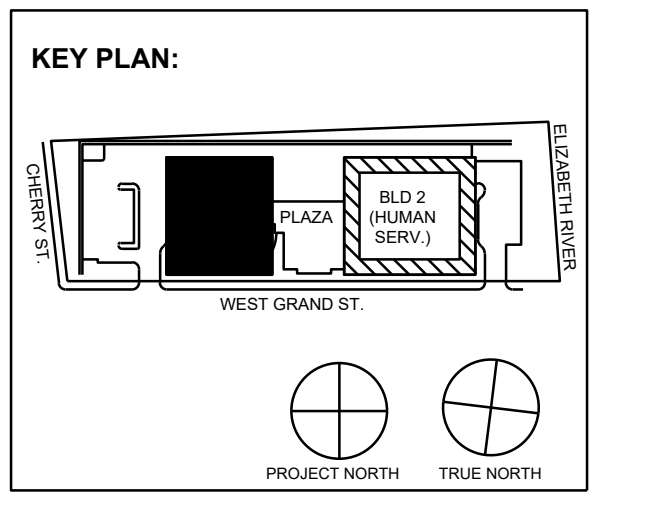 KEY PLAN:
CHERRY ST.
PLAZA
BLD 2
(HUMAN
SERV.)
ELIZABETH RIVER
WEST GRAND ST.
PROJECT NORTH
TRUE NORTH